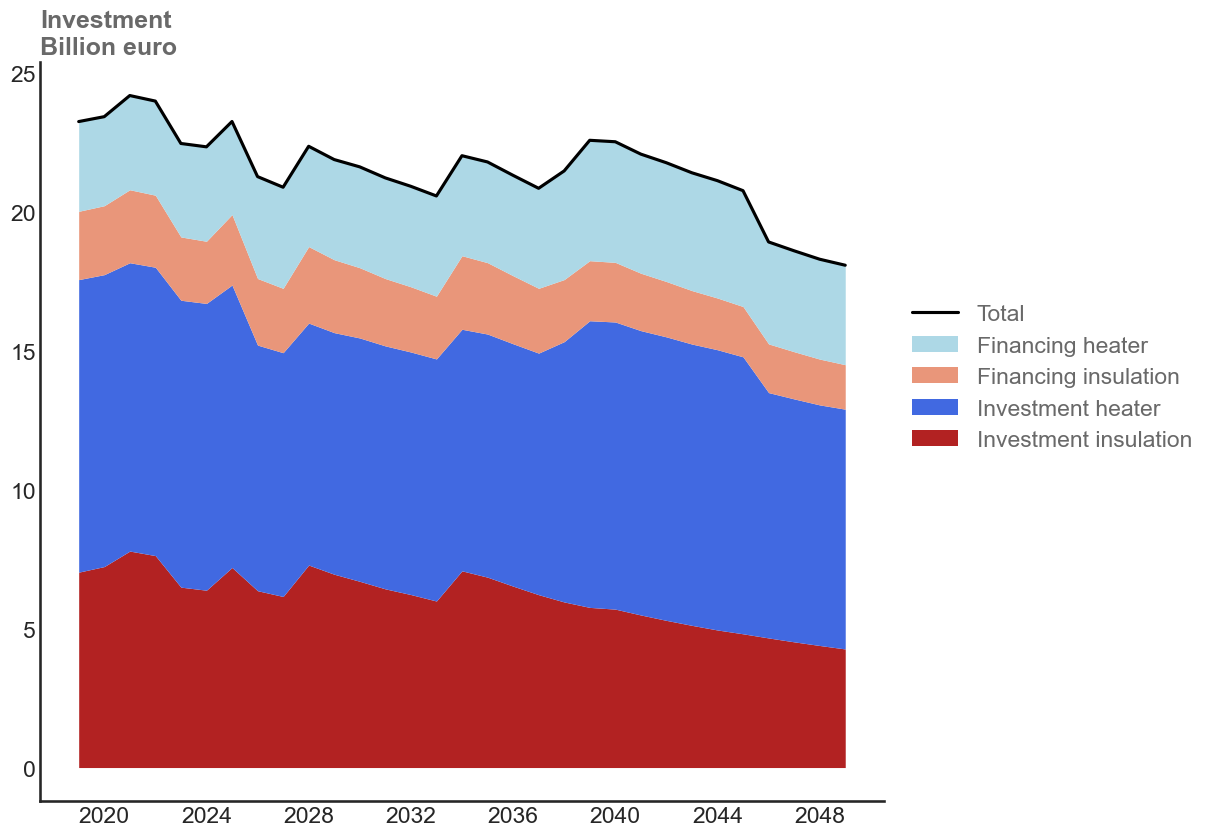 Investment
Billion euro
25
20
15
10
5
0
2020 2024 2028 2032 2036 2040 2044 2048
Total
Financing heater
Financing insulation
Investment heater
Investment insulation